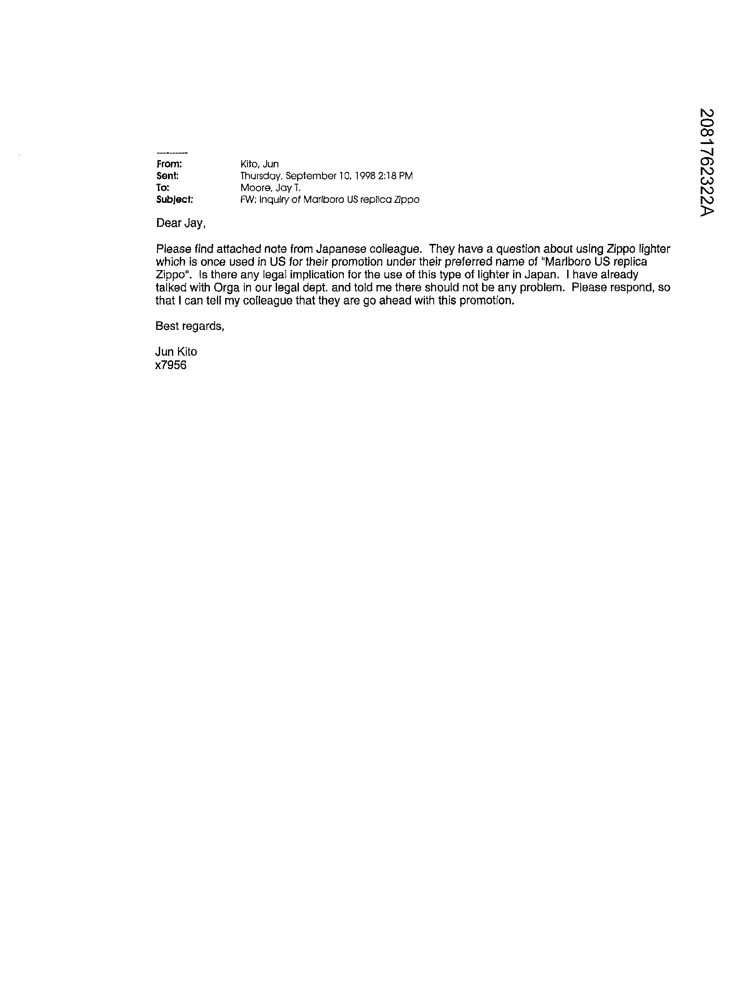 2081762322A
From: Kito, Jun
Sent: Thursday, September 10, 1998 2:18 PM
To: Moore, Jay T.
Subject: FW: Inquiry of Marlboro US replica Zippo
Dear Jay,
Please find attached note from Japanese colleague. They have a question about using Zippo lighter
which is once used in US for their promotion under their preferred name of "Marlboro US replica
Zippo". Is there any legal implication for the use of this type of lighter in Japan. I have already
talked with Orga in our legal dept. and told me there should not be any problem. Please respond, so
that I can tell my colleague that they are go ahead with this promotion.
Best regards,
Jun Kito
x7956